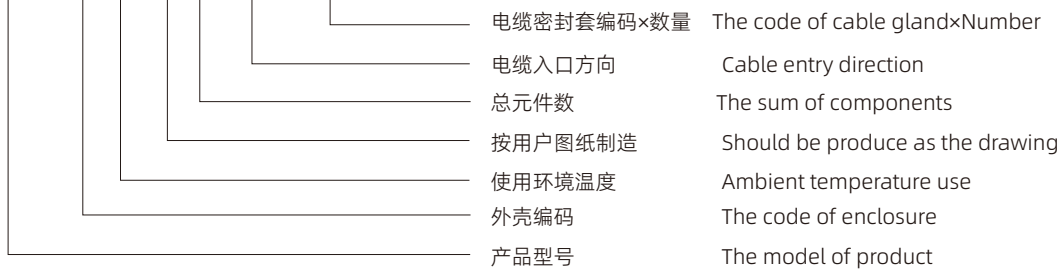 电缆密封套编码×数量 The code of cable gland×Number
电缆入口方向 Cable entry direction
总元件数 The sum of components
按用户图纸制造 Should be produce as the drawing
使用环境温度 Ambient temperature use
外壳编码 The code of enclosure
产品型号 The model of product